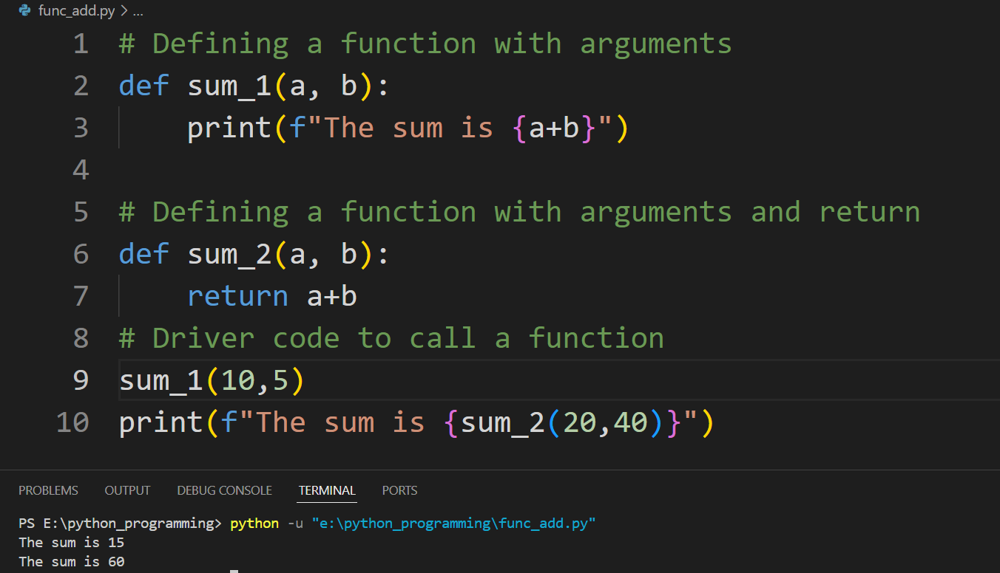 func_add.py > ...
1 # Defining a function with arguments
2 def sum_1(a, b):
3     print(f"The sum is {a+b}")
4
5 # Defining a function with arguments and return
6 def sum_2(a, b):
7     return a+b
8 # Driver code to call a function
9 sum_1(10,5)
10 print(f"The sum is {sum_2(20,40)}")
PROBLEMS OUTPUT DEBUG CONSOLE TERMINAL PORTS
PS E:\python_programming> python -u "e:\python_programming\func_add.py"
The sum is 15
The sum is 60